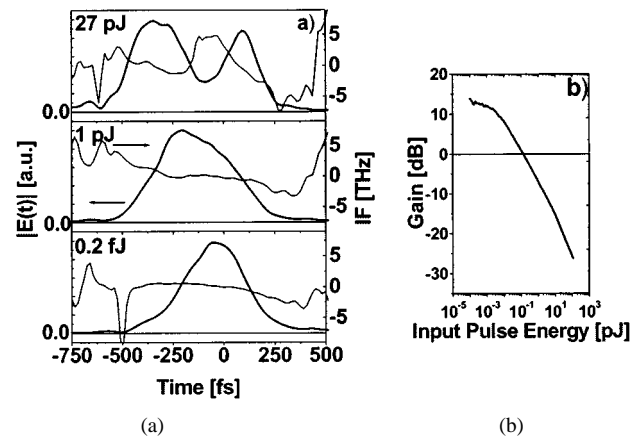 27 pJ
a)
5
0
-5
0.0
1 pJ
5
0
-5
0.0
0.2 fJ
5
0
-5
0.0
|E(t)| [a.u.]
IF [THz]
-750 -500 -250 0 250 500
Time [fs]
(a)
b)
20
10
0
-10
-20
-30
Gain [dB]
10⁻⁵ 10⁻³ 10⁻¹ 10¹ 10³
Input Pulse Energy [pJ]
(b)